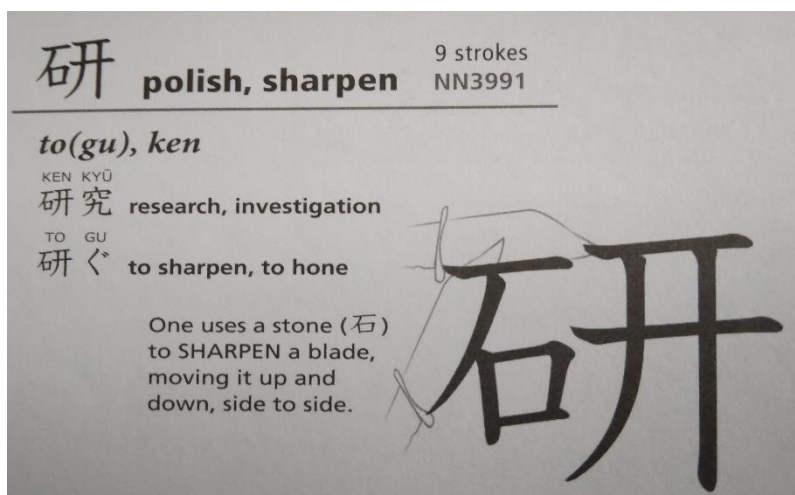 研 polish, sharpen 9 strokes
NN3991
to(gu), ken
KEN KYŪ
研究 research, investigation
TO GU
研ぐ to sharpen, to hone
One uses a stone (石)
to SHARPEN a blade,
moving it up and
down, side to side.
研